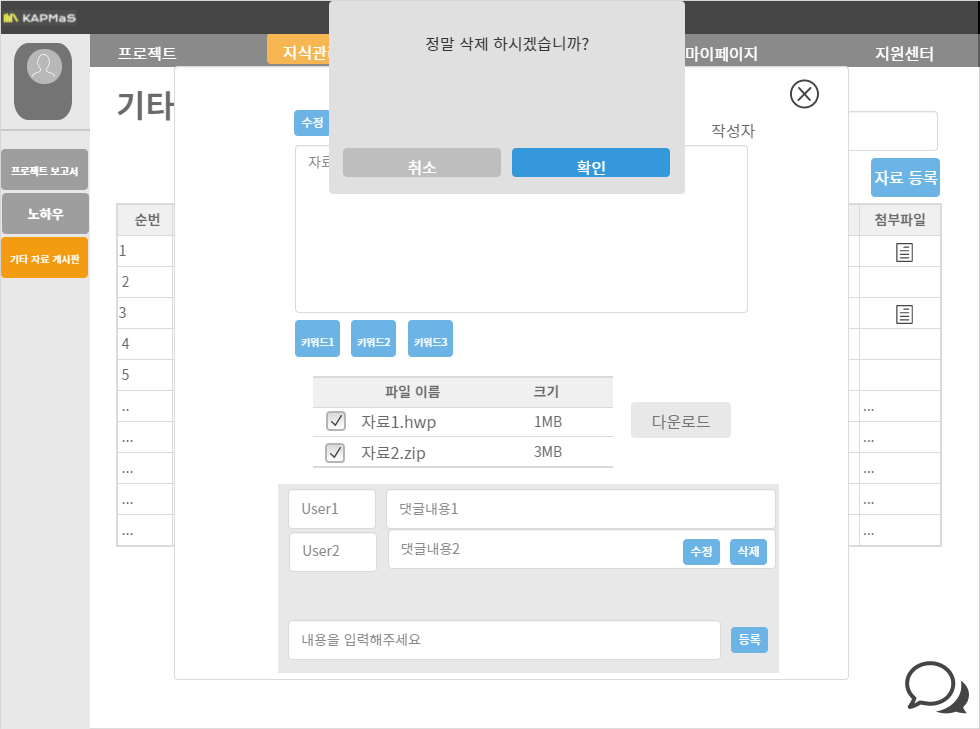 KAPMaS
정말 삭제 하시겠습니까?
취소
확인
프로젝트
지식관
마이페이지
지원센터
기타
수정
작성자
자료
자료 등록
프로젝트 보고서
노하우
기타 자료 게시판
순번
첨부파일
1
2
3
4
5
..
...
...
...
...
...
...
...
...
...
키워드1
키워드2
키워드3
파일 이름
크기
자료1.hwp
1MB
자료2.zip
3MB
다운로드
User1
댓글내용1
User2
댓글내용2
수정
삭제
내용을 입력해주세요
등록